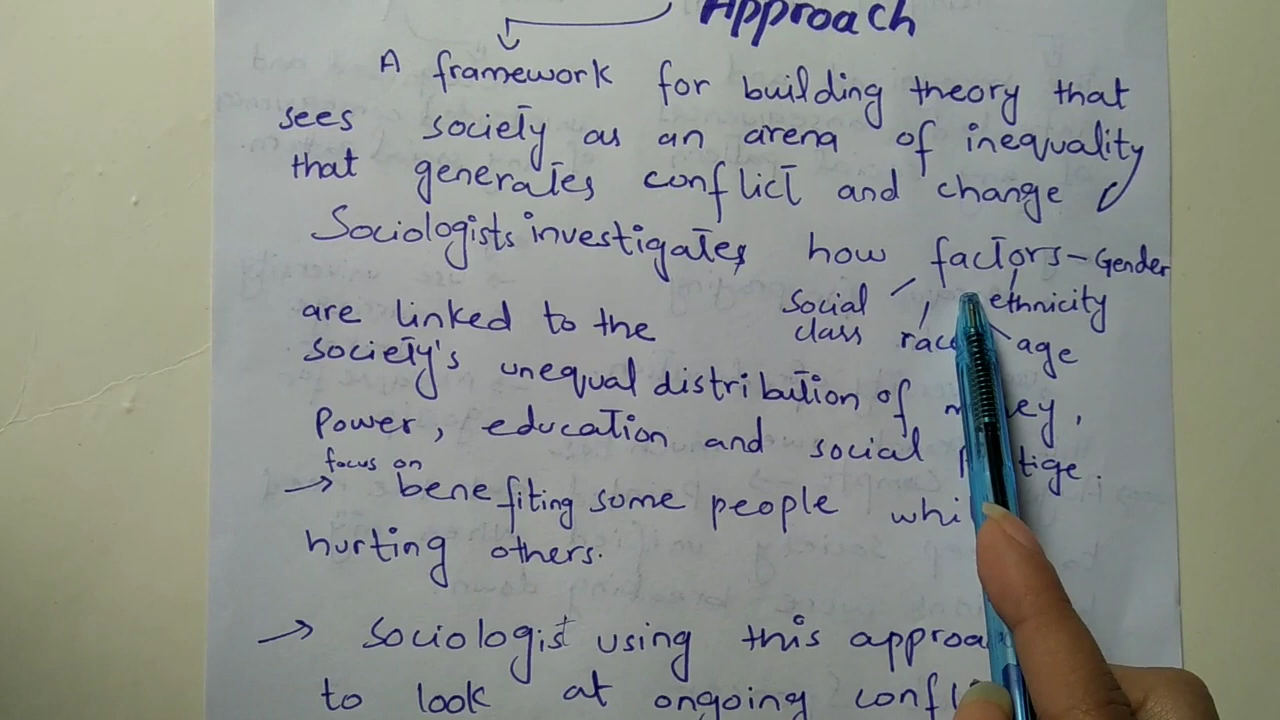 Approach
A framework for building theory that
sees society as an arena of inequality
that generates conflict and change
Sociologists investigates how factors - Gender
social class race ethnicity age
are linked to the
society's unequal distribution of
power, education and social
focus on
→ benefiting some people
hurting others.
→ Sociologist using this
to look at ongoing